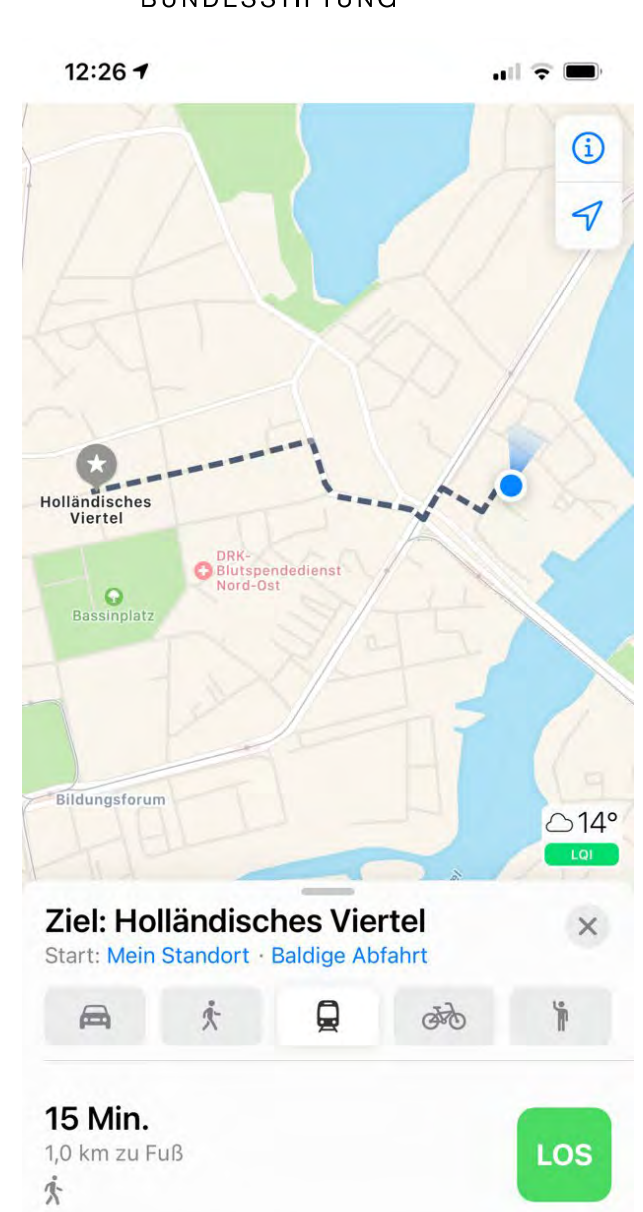 BUNDESSTIFTUNG
12:26
Holländisches
Viertel
DRK-
Blutspendedienst
Nord-Ost
Bassinplatz
Bildungsforum
14°
LQI
Ziel: Holländisches Viertel
Start: Mein Standort · Baldige Abfahrt
15 Min.
1,0 km zu Fuß
LOS